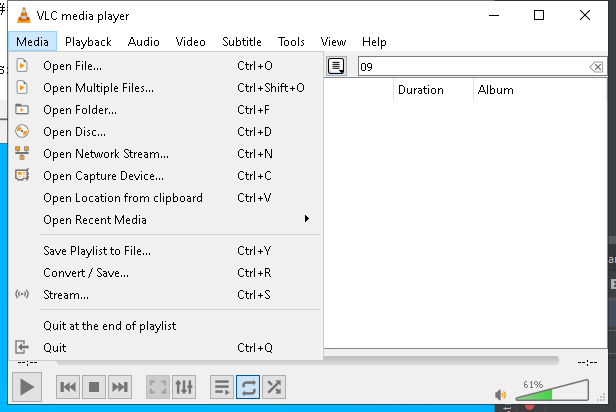 #
VLC media player
Media Playback Audio Video Subtitle Tools View Help
Open File... Ctrl+O
09
Open Multiple Files... Ctrl+Shift+O
Duration Album
Open Folder... Ctrl+F
Open Disc... Ctrl+D
Open Network Stream... Ctrl+N
Open Capture Device... Ctrl+C
Open Location from clipboard Ctrl+V
Open Recent Media
Save Playlist to File... Ctrl+Y
Convert / Save... Ctrl+R
Stream... Ctrl+S
Quit at the end of playlist
Quit Ctrl+Q
--:-- --:--
61%